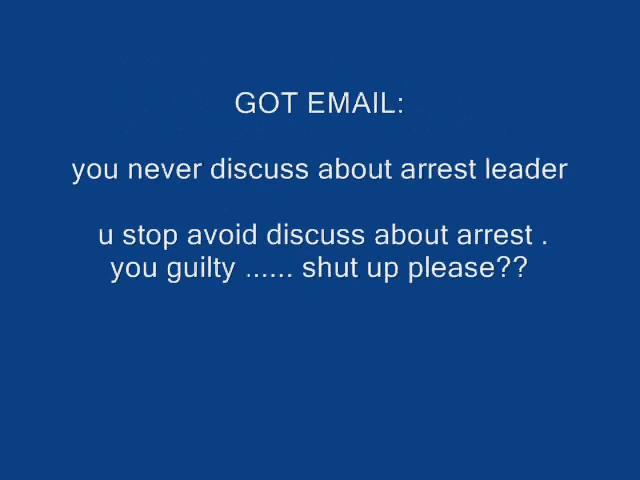 GOT EMAIL:
you never discuss about arrest leader
u stop avoid discuss about arrest .
you guilty ...... shut up please??